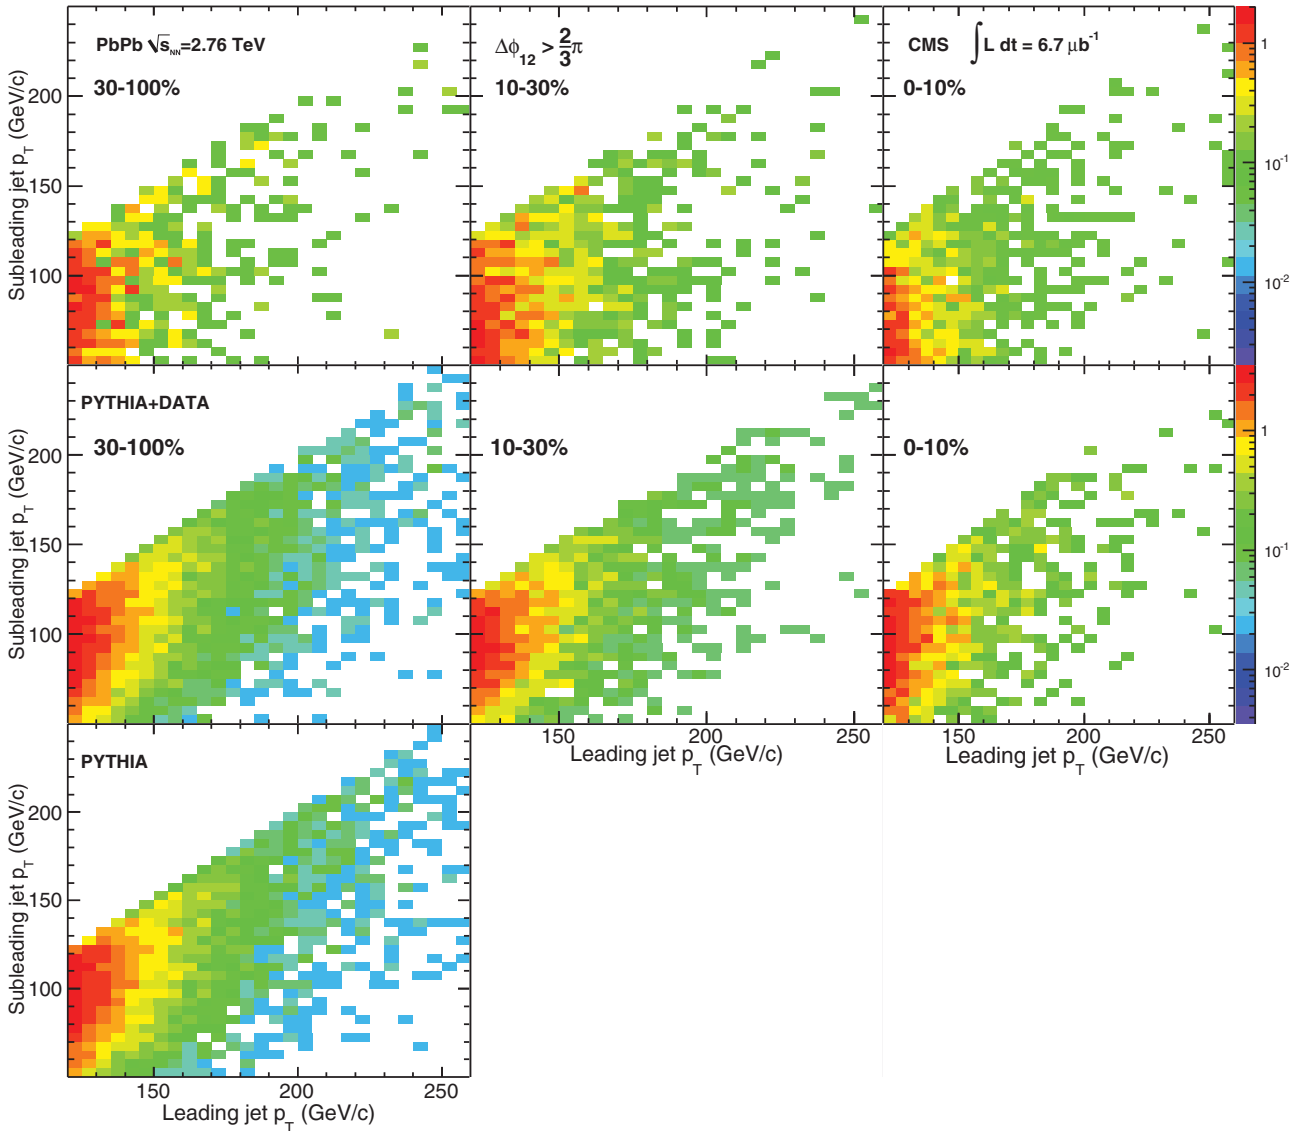 PbPb √s_NN=2.76 TeV
30-100%
Δϕ_12 > 2/3 π
10-30%
CMS ∫L dt = 6.7 μb⁻¹
0-10%
Subleading jet p_T (GeV/c)
200
150
100
1
10⁻¹
10⁻²
PYTHIA+DATA
30-100%
10-30%
0-10%
Subleading jet p_T (GeV/c)
200
150
100
1
10⁻¹
10⁻²
150 200 250
Leading jet p_T (GeV/c)
150 200 250
Leading jet p_T (GeV/c)
PYTHIA
Subleading jet p_T (GeV/c)
200
150
100
150 200 250
Leading jet p_T (GeV/c)